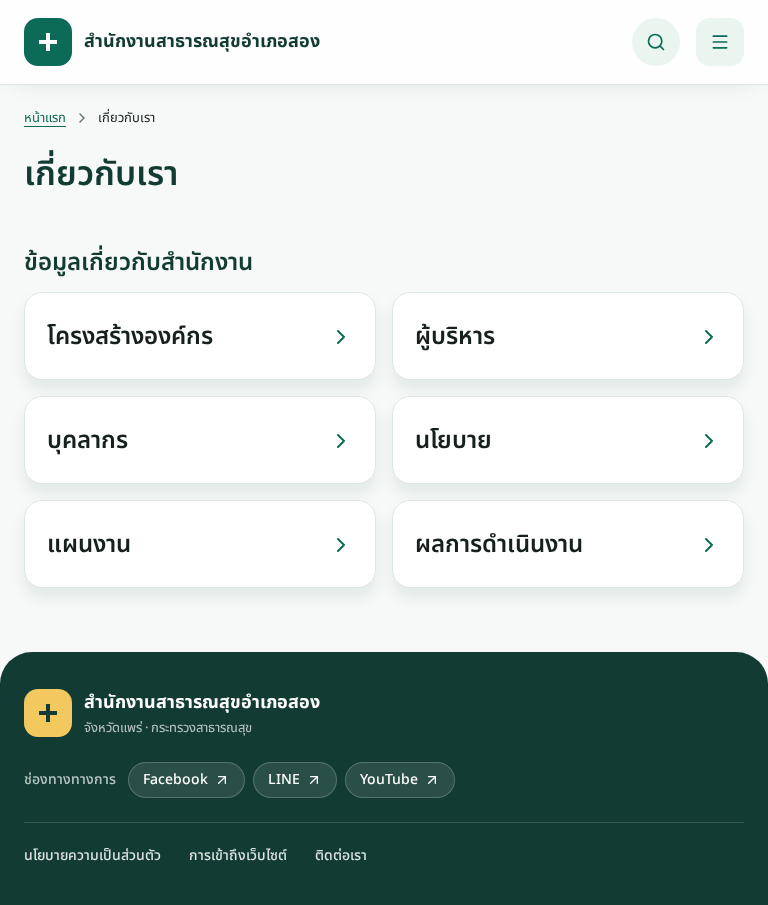 สำนักงานสาธารณสุขอำเภอสอง
หน้าแรก เกี่ยวกับเรา
เกี่ยวกับเรา
ข้อมูลเกี่ยวกับสำนักงาน
โครงสร้างองค์กร
ผู้บริหาร
บุคลากร
นโยบาย
แผนงาน
ผลการดำเนินงาน
สำนักงานสาธารณสุขอำเภอสอง
จังหวัดแพร่ · กระทรวงสาธารณสุข
ช่องทางทางการ Facebook LINE YouTube
นโยบายความเป็นส่วนตัว การเข้าถึงเว็บไซต์ ติดต่อเรา